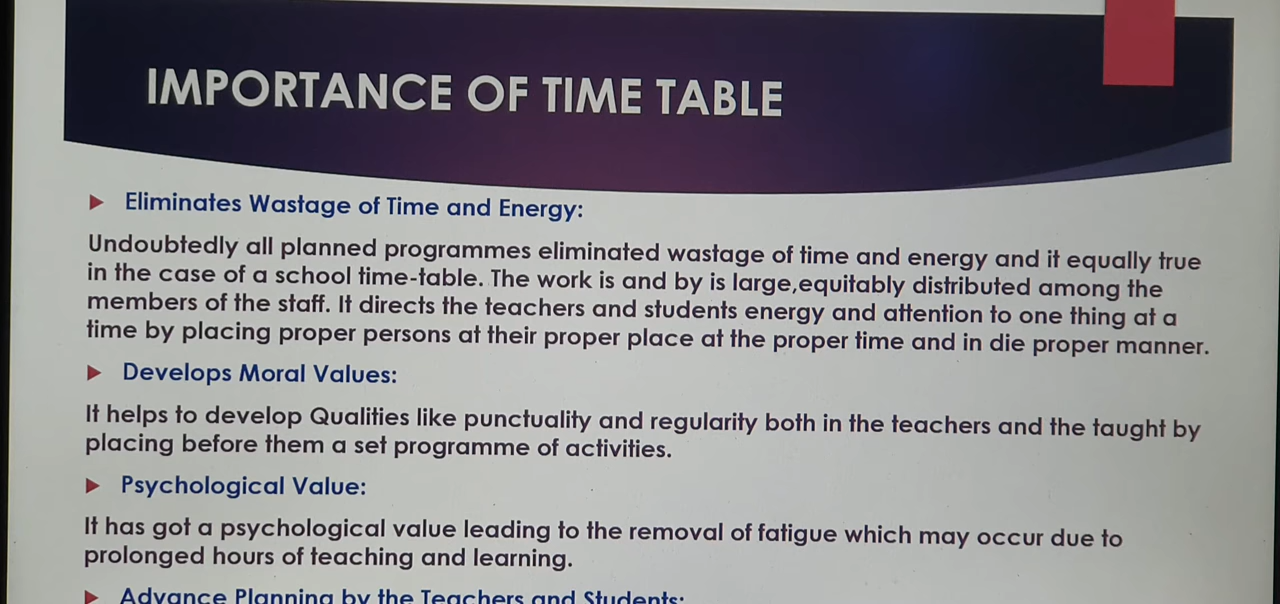 IMPORTANCE OF TIME TABLE
Eliminates Wastage of Time and Energy:
Undoubtedly all planned programmes eliminated wastage of time and energy and it equally true
in the case of a school time-table. The work is and by is large,equitably distributed among the
members of the staff. It directs the teachers and students energy and attention to one thing at a
time by placing proper persons at their proper place at the proper time and in die proper manner.
Develops Moral Values:
It helps to develop Qualities like punctuality and regularity both in the teachers and the taught by
placing before them a set programme of activities.
Psychological Value:
It has got a psychological value leading to the removal of fatigue which may occur due to
prolonged hours of teaching and learning.
Advance Planning by the Teachers and Students: